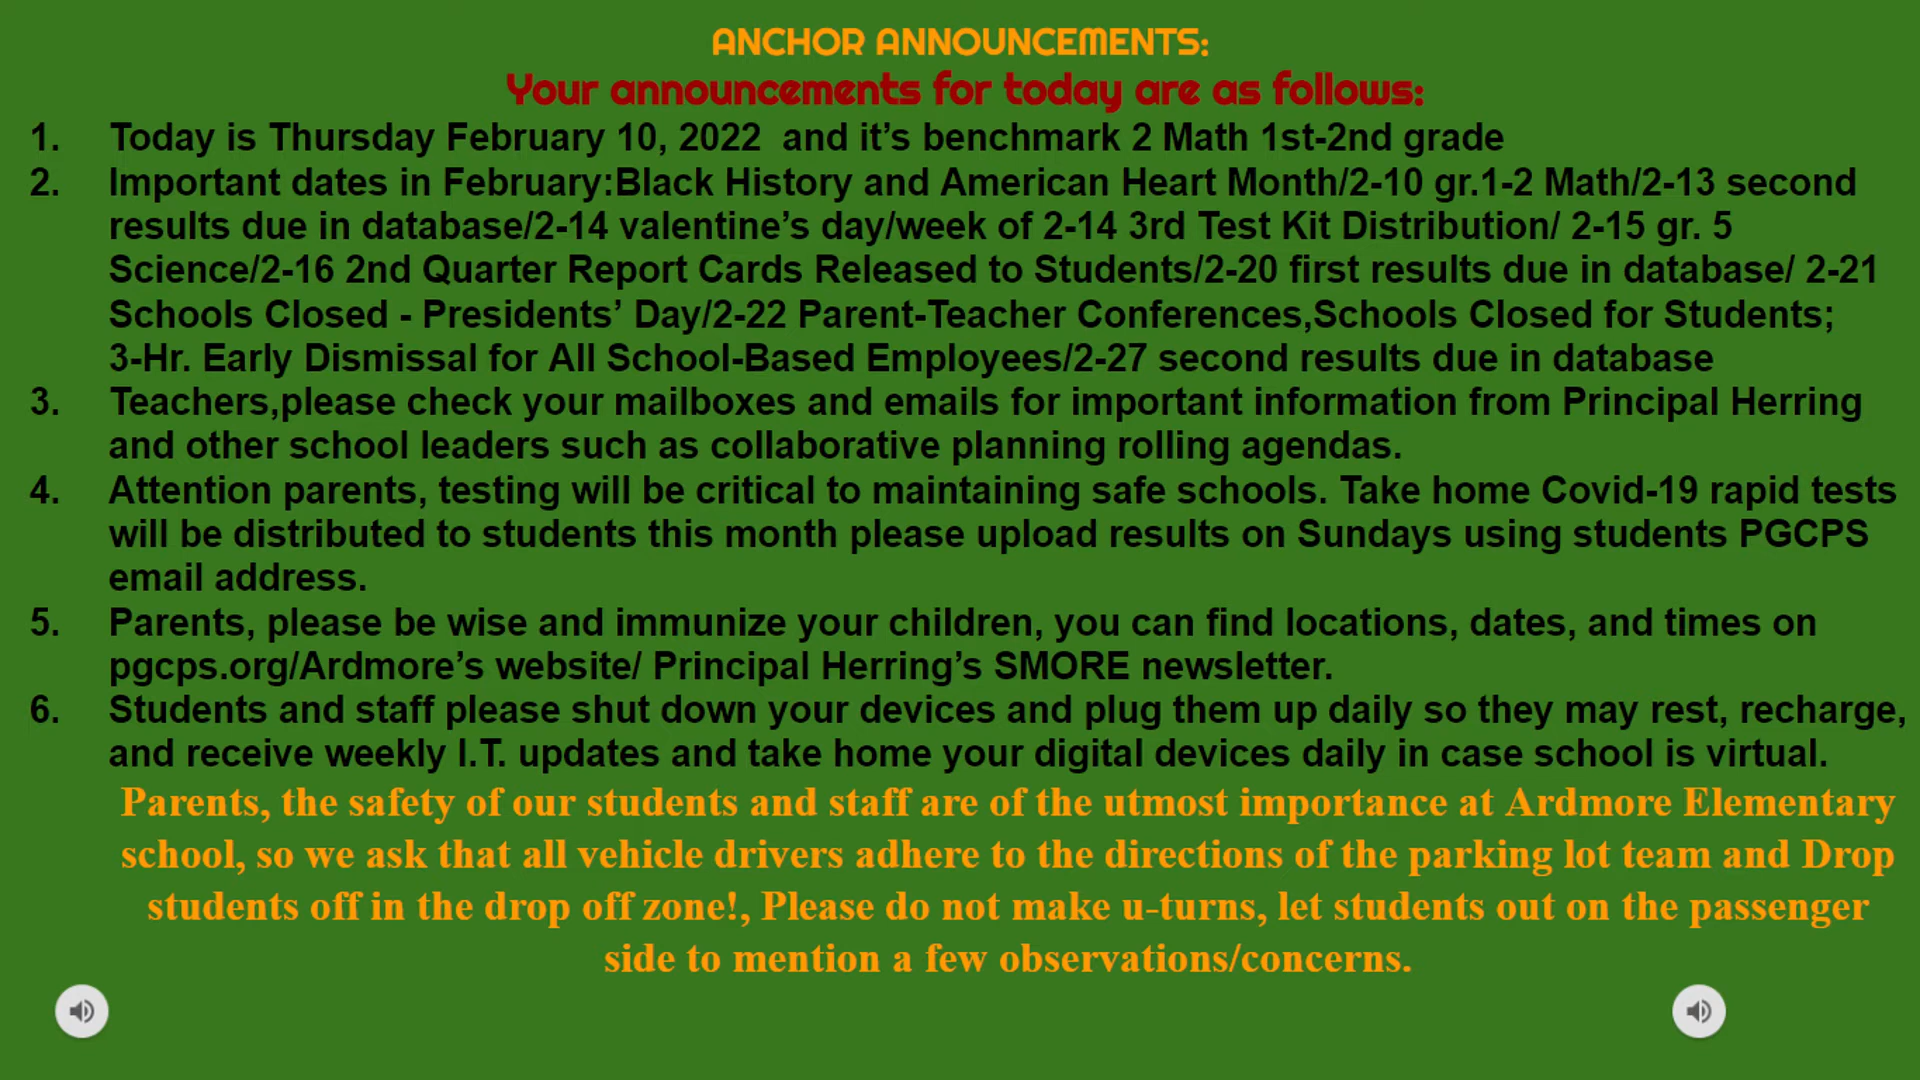 ANCHOR ANNOUNCEMENTS:
Your announcements for today are as follows:
1. Today is Thursday February 10, 2022 and it's benchmark 2 Math 1st-2nd grade
2. Important dates in February:Black History and American Heart Month/2-10 gr.1-2 Math/2-13 second
results due in database/2-14 valentine's day/week of 2-14 3rd Test Kit Distribution/ 2-15 gr. 5
Science/2-16 2nd Quarter Report Cards Released to Students/2-20 first results due in database/ 2-21
Schools Closed - Presidents' Day/2-22 Parent-Teacher Conferences,Schools Closed for Students;
3-Hr. Early Dismissal for All School-Based Employees/2-27 second results due in database
3. Teachers,please check your mailboxes and emails for important information from Principal Herring
and other school leaders such as collaborative planning rolling agendas.
4. Attention parents, testing will be critical to maintaining safe schools. Take home Covid-19 rapid tests
will be distributed to students this month please upload results on Sundays using students PGCPS
email address.
5. Parents, please be wise and immunize your children, you can find locations, dates, and times on
pgcps.org/Ardmore's website/ Principal Herring's SMORE newsletter.
6. Students and staff please shut down your devices and plug them up daily so they may rest, recharge,
and receive weekly I.T. updates and take home your digital devices daily in case school is virtual.
Parents, the safety of our students and staff are of the utmost importance at Ardmore Elementary
school, so we ask that all vehicle drivers adhere to the directions of the parking lot team and Drop
students off in the drop off zone!, Please do not make u-turns, let students out on the passenger
side to mention a few observations/concerns.